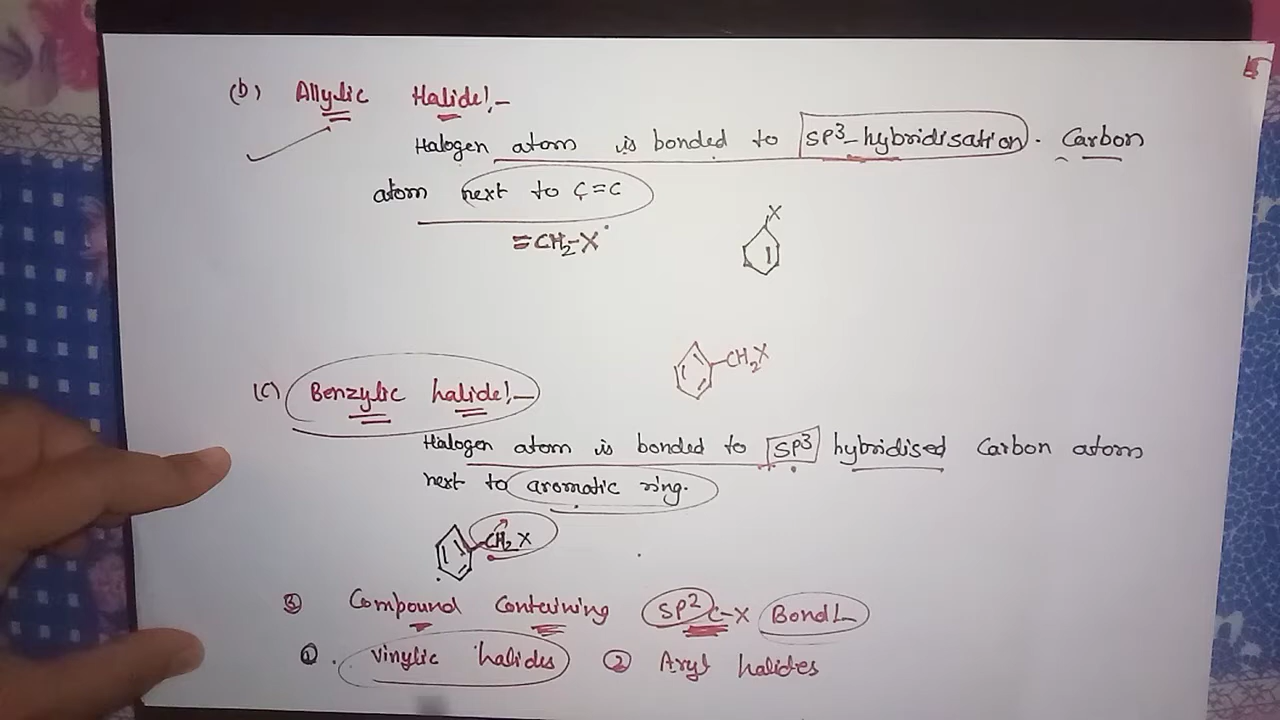 (b) Allylic Halide!-
Halogen atom is bonded to SP³-hybridisation. Carbon
atom next to C=C
=CH₂-X
X
-CH₂X
(C) Benzylic halide!-
Halogen atom is bonded to SP³ hybridised Carbon atom
next to aromatic ring.
-CH₂X
③ Compound Containing SP² C-X Bond!-
①. Vinylic halides ② Aryl halides